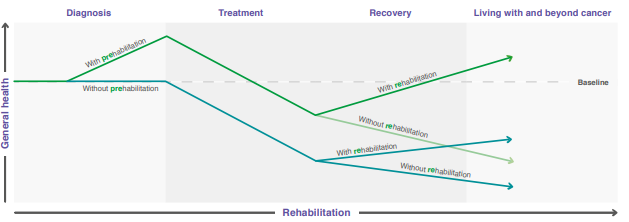 Diagnosis Treatment Recovery Living with and beyond cancer
With prehabilitation
Without prehabilitation
With rehabilitation
Baseline
Without rehabilitation
With rehabilitation
Without rehabilitation
General health
Rehabilitation